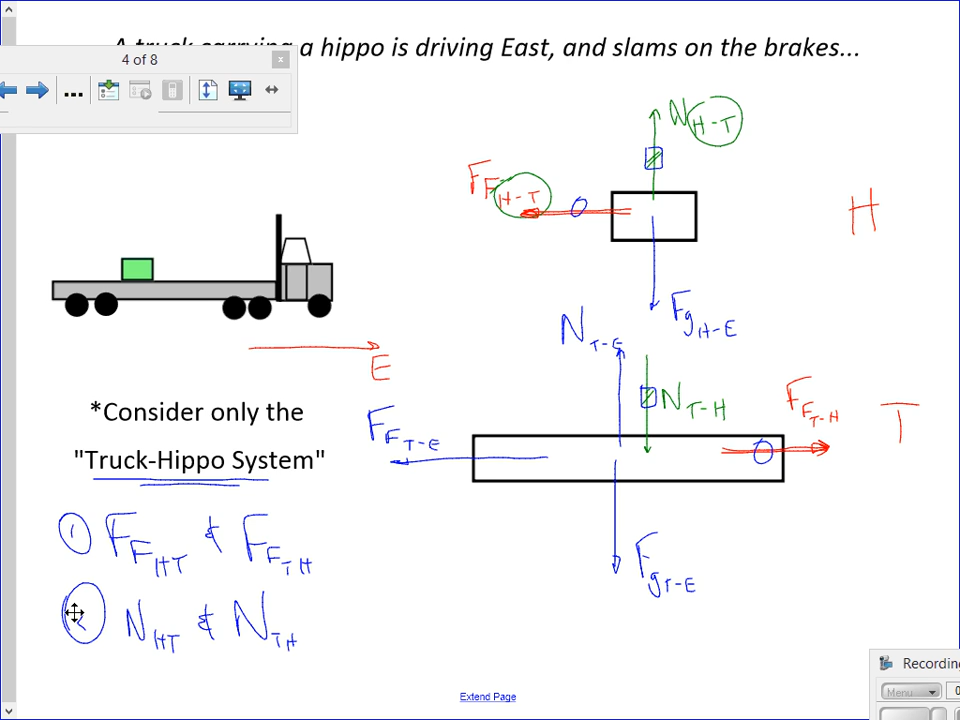 A truck carrying a hippo is driving East, and slams on the brakes...
4 of 8
x
N H-T
F F H-T
H
F g H-E
N T-E
E
N T-H
F F T-H
T
*Consider only the
F F T-E
"Truck-Hippo System"
1 F F HT & F F TH
F g T-E
2 N HT & N TH
Recording
Menu
0
Extend Page